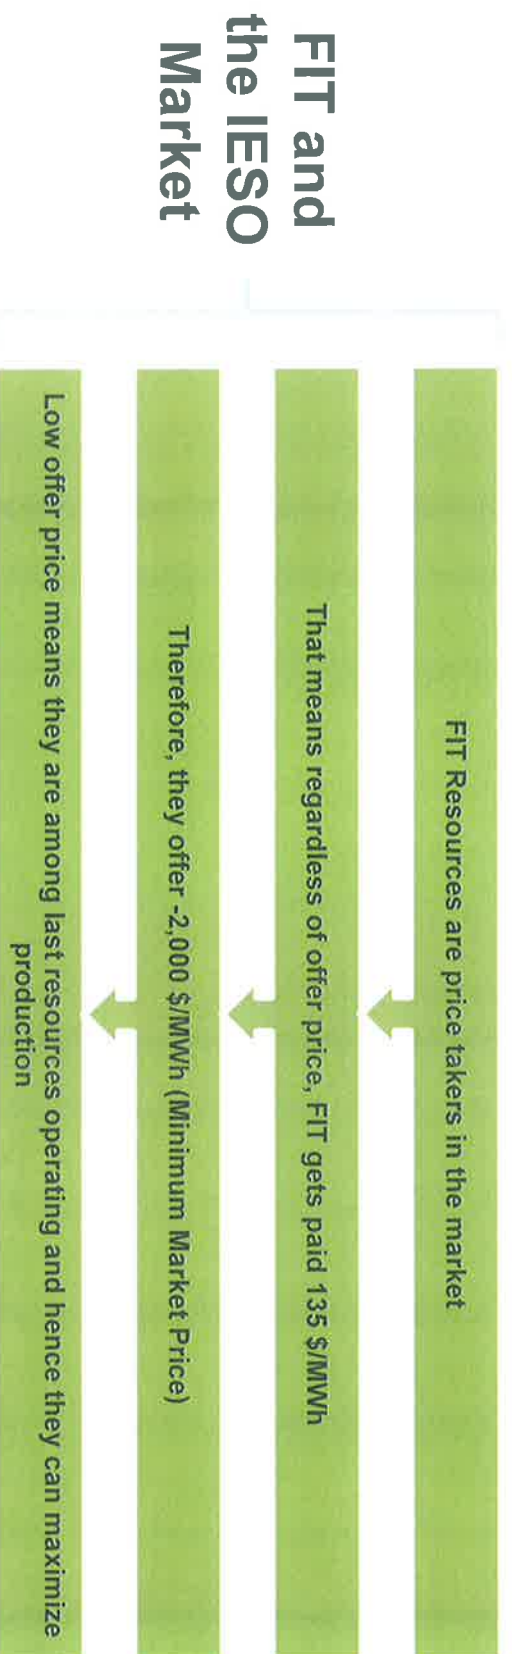 FIT and
the IESO
Market
FIT Resources are price takers in the market
That means regardless of offer price, FIT gets paid 135 $/MWh
Therefore, they offer -2,000 $/MWh (Minimum Market Price)
Low offer price means they are among last resources operating and hence they can maximize
production